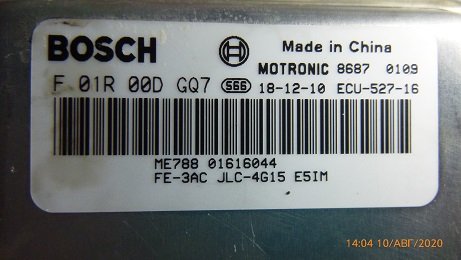 BOSCH
Made in China
MOTRONIC 8687 0109
F 01R 00D GQ7 S66 18-12-10 ECU-527-16
ME788 01616044
FE-3AC JLC-4G15 E5IM
14:04 10/АВГ/2020